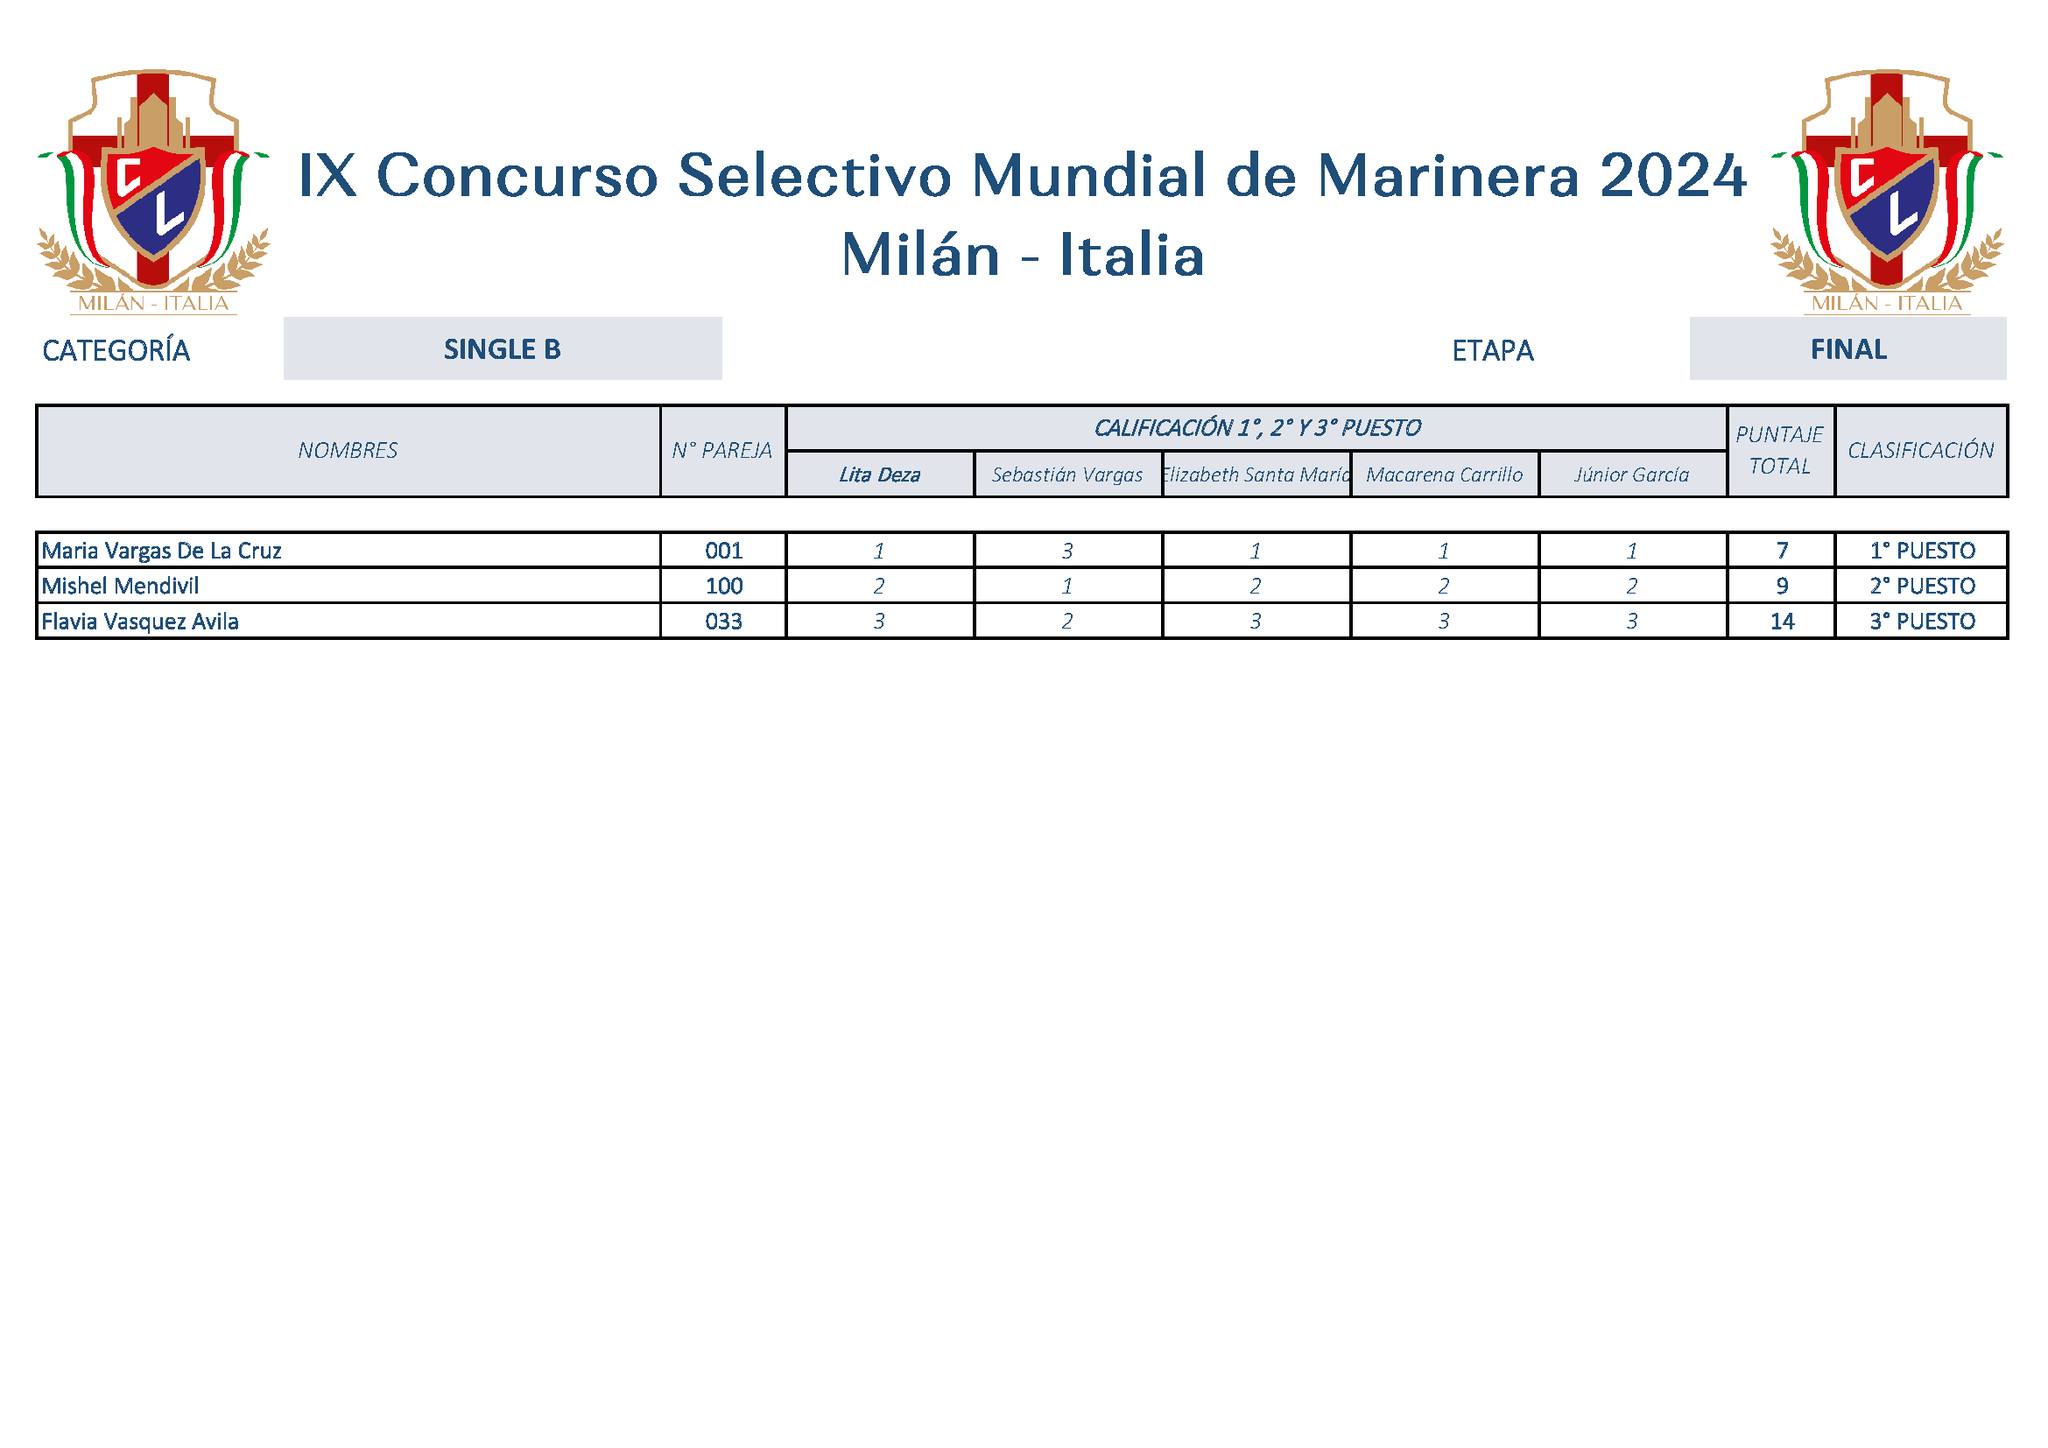 IX Concurso Selectivo Mundial de Marinera 2024
Milán - Italia
C
L
MILÁN - ITALIA
C
L
MILÁN - ITALIA
CATEGORÍA SINGLE B ETAPA FINAL
NOMBRES N° PAREJA CALIFICACIÓN 1°, 2° Y 3° PUESTO PUNTAJE TOTAL CLASIFICACIÓN
Lita Deza Sebastián Vargas Elizabeth Santa María Macarena Carrillo Júnior García
Maria Vargas De La Cruz 001 1 3 1 1 1 7 1° PUESTO
Mishel Mendivil 100 2 1 2 2 2 9 2° PUESTO
Flavia Vasquez Avila 033 3 2 3 3 3 14 3° PUESTO